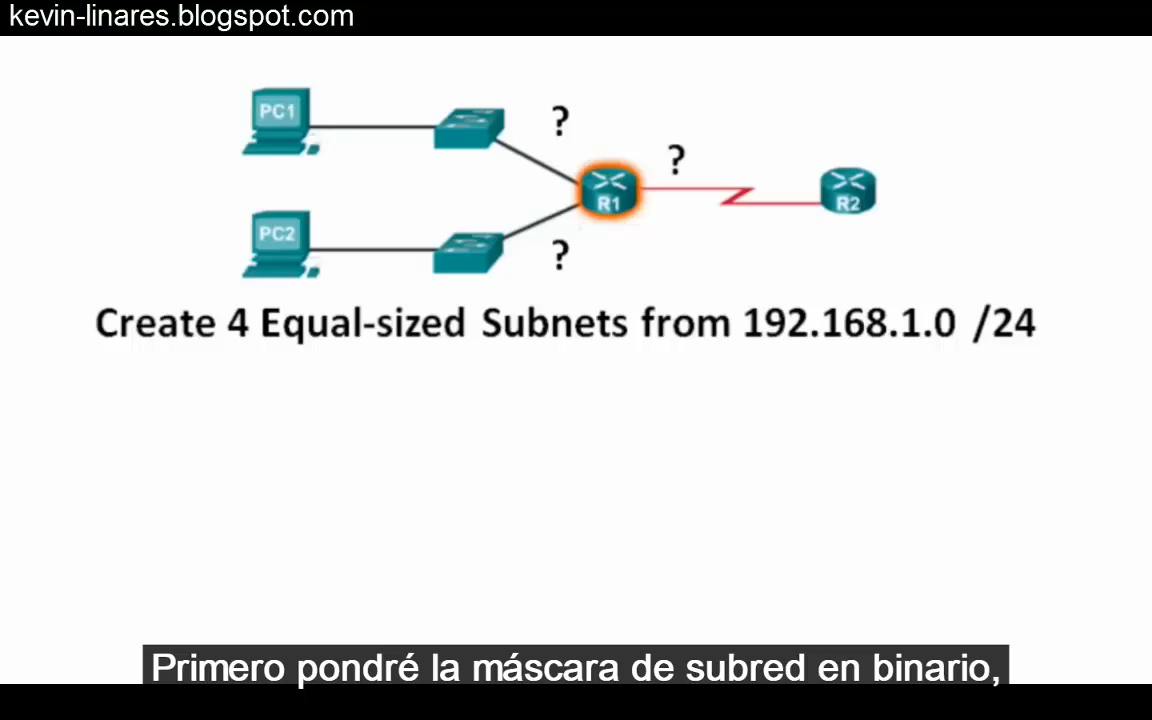 kevin-linares.blogspot.com
PC1
?
?
R1
R2
PC2
?
Create 4 Equal-sized Subnets from 192.168.1.0 /24
Primero pondré la máscara de subred en binario,